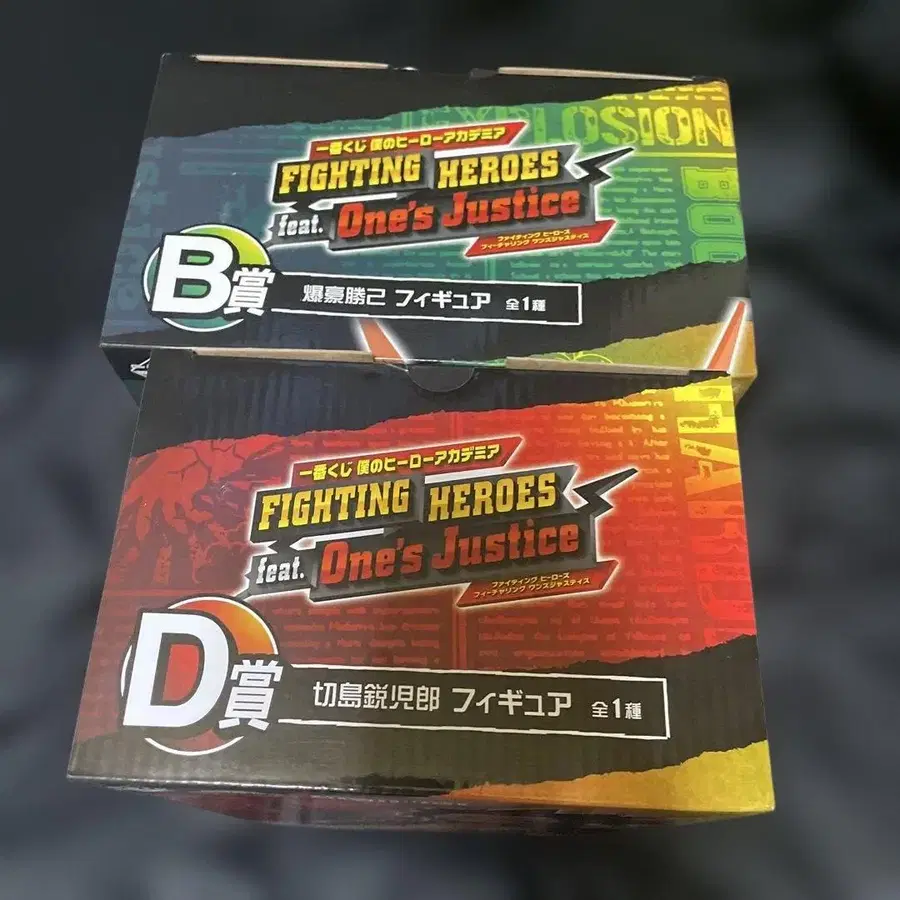 EXPLOSION
一番くじ 僕のヒーローアカデミア
FIGHTING HEROES
feat. One's Justice
ファイティング ヒーローズ
フィーチャリング ワンズジャスティス
B賞
爆豪勝己 フィギュア 全1種
一番くじ 僕のヒーローアカデミア
FIGHTING HEROES
feat. One's Justice
ファイティング ヒーローズ
フィーチャリング ワンズジャスティス
D賞
切島鋭児郎 フィギュア 全1種